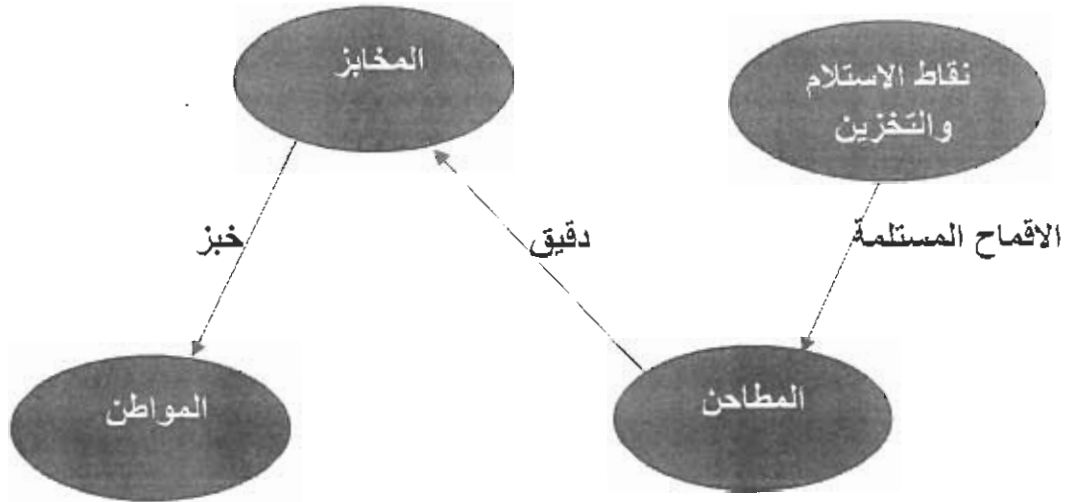 نقاط الاستلام
والتخزين
المخابز
الاقماح المستلمة
دقيق
خبز
المطاحن
المواطن